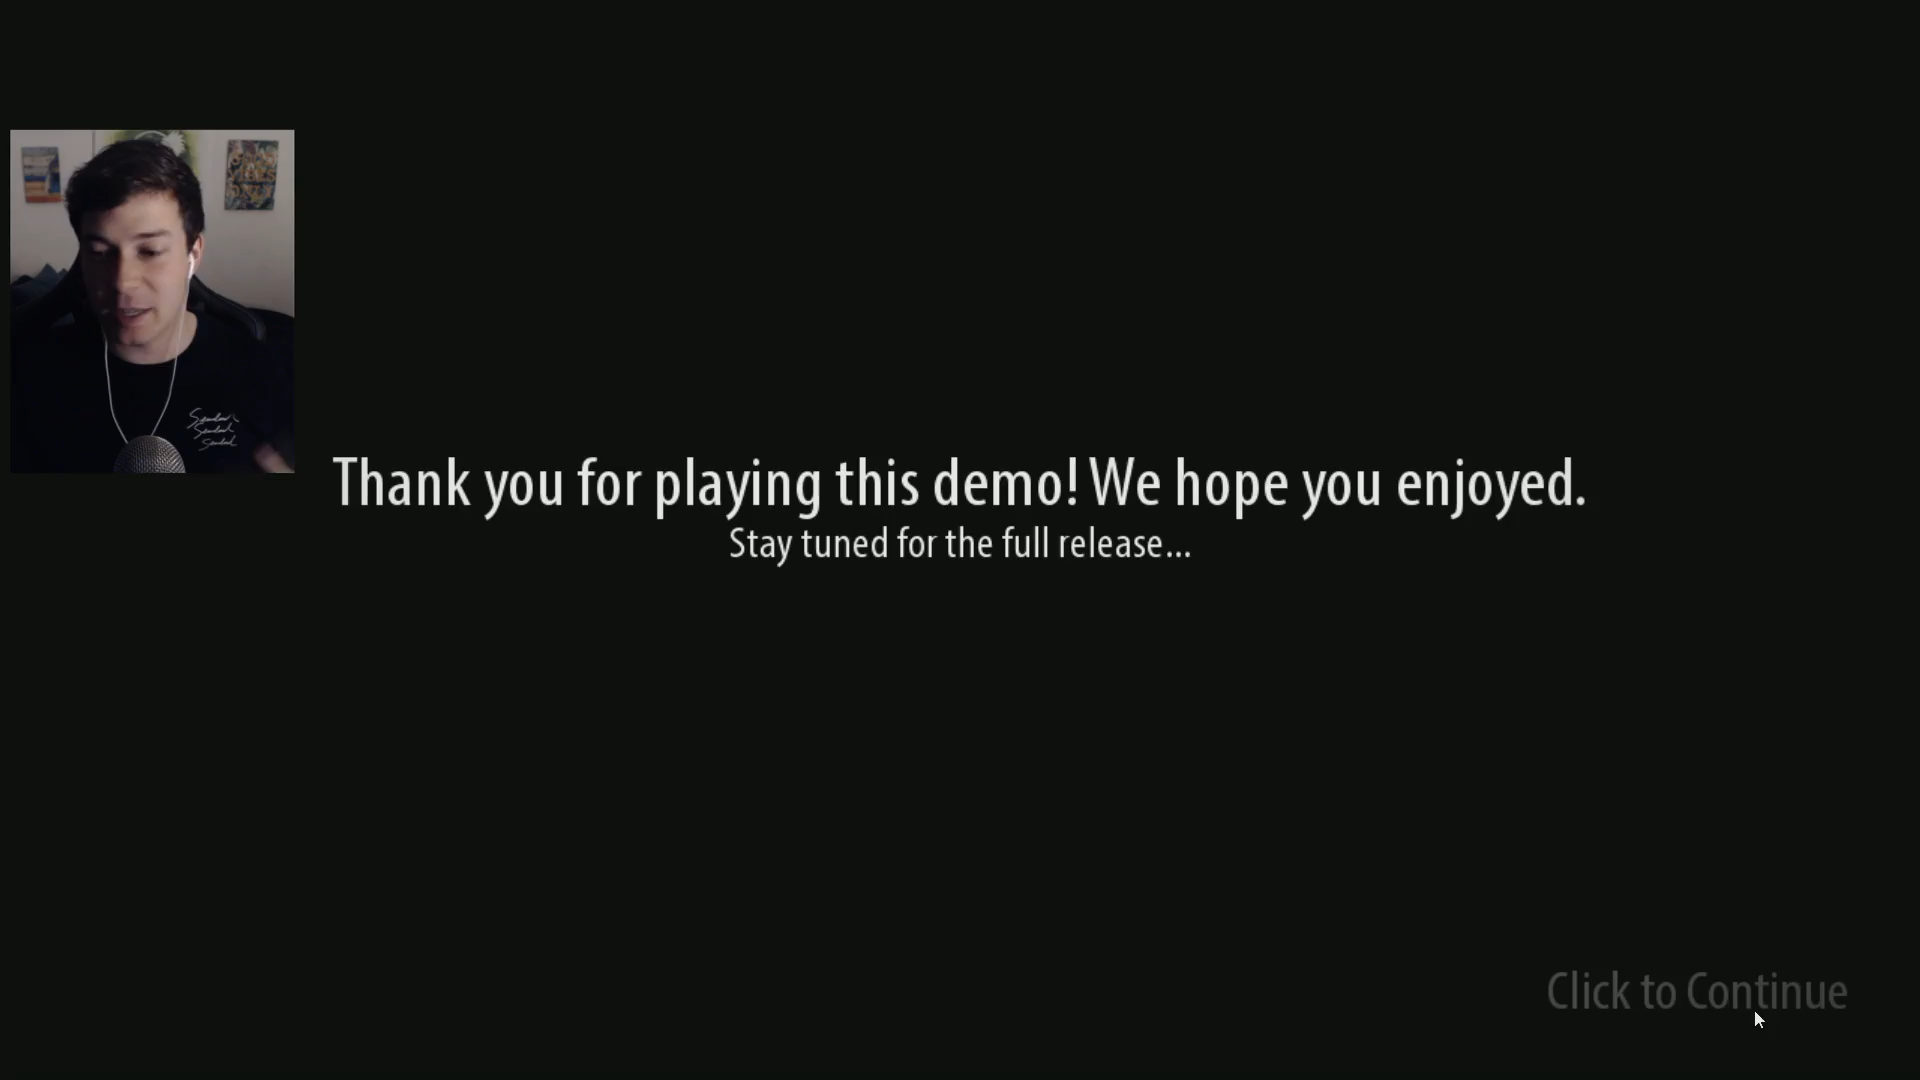 Thank you for playing this demo! We hope you enjoyed.
Stay tuned for the full release...
Click to Continue